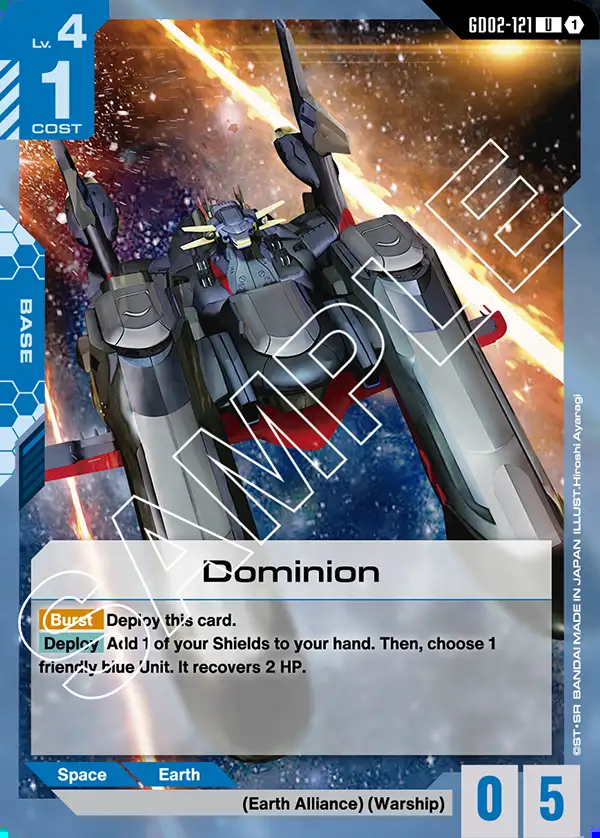 GD02-121 U 1
Lv. 4
1
COST
BASE
SAMPLE
Dominion
Burst Deploy this card.
Deploy Add 1 of your Shields to your hand. Then, choose 1
friendly blue Unit. It recovers 2 HP.
Space Earth
(Earth Alliance) (Warship)
0 5
©ST・SR BANDAI MADE IN JAPAN ILLUST.Hiroshi Ayaragi